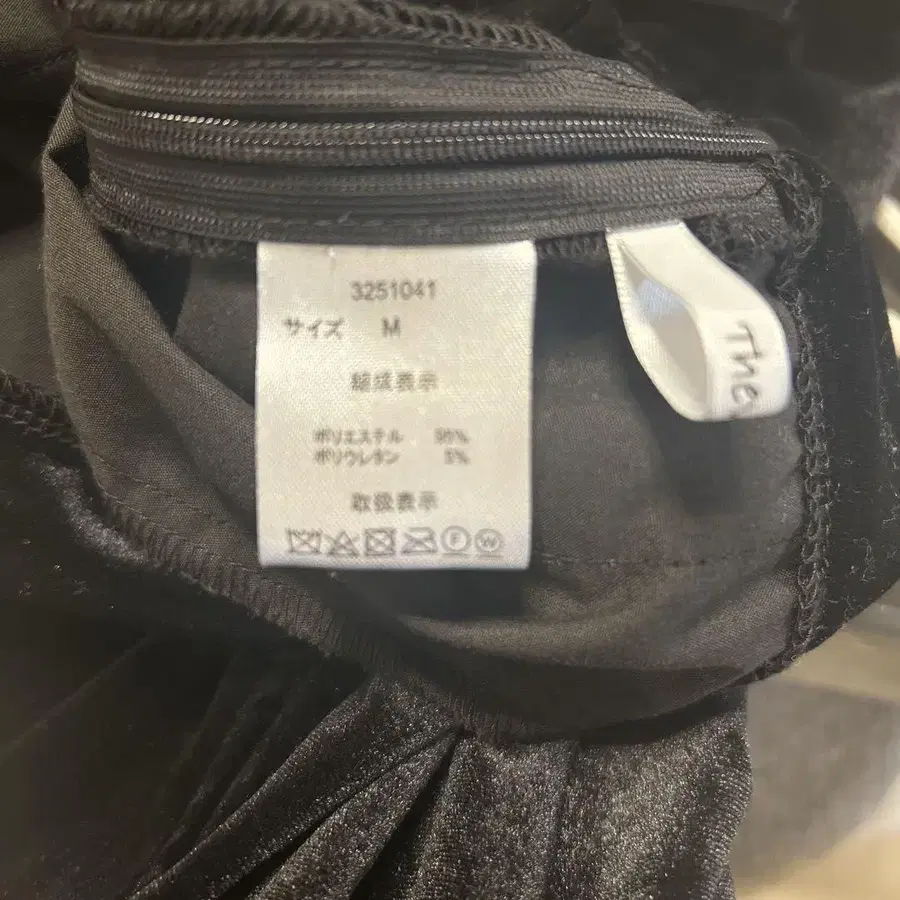 3251041
サイズ M
組成表示
ポリエステル 95%
ポリウレタン 5%
取扱表示
F W
The